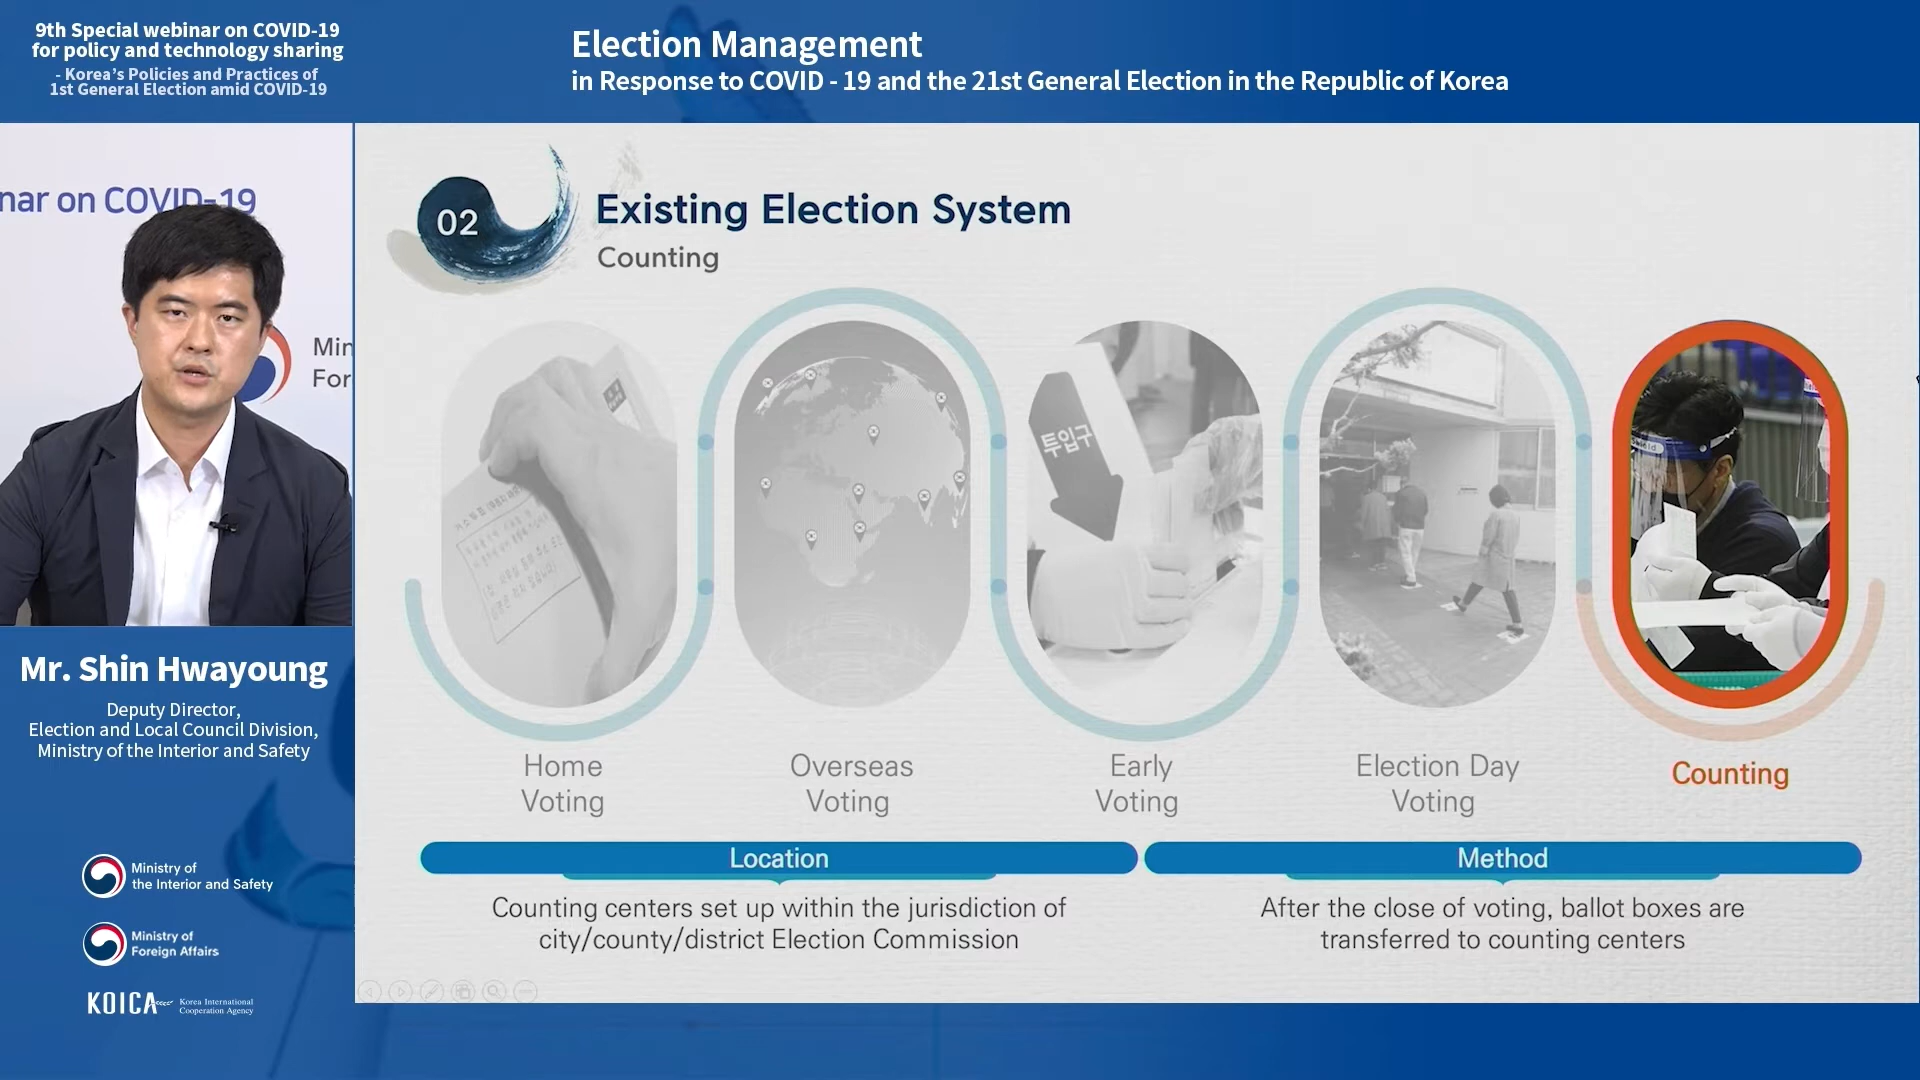 9th Special webinar on COVID-19
for policy and technology sharing
- Korea's Policies and Practices of
1st General Election amid COVID-19
Election Management
in Response to COVID - 19 and the 21st General Election in the Republic of Korea
nar on COVID-19
Min
For
Mr. Shin Hwayoung
Deputy Director,
Election and Local Council Division,
Ministry of the Interior and Safety
Ministry of
the Interior and Safety
Ministry of
Foreign Affairs
KOICA
Korea International
Cooperation Agency
02
Existing Election System
Counting
투입구
Home
Voting
Overseas
Voting
Early
Voting
Election Day
Voting
Counting
Location
Counting centers set up within the jurisdiction of
city/county/district Election Commission
Method
After the close of voting, ballot boxes are
transferred to counting centers